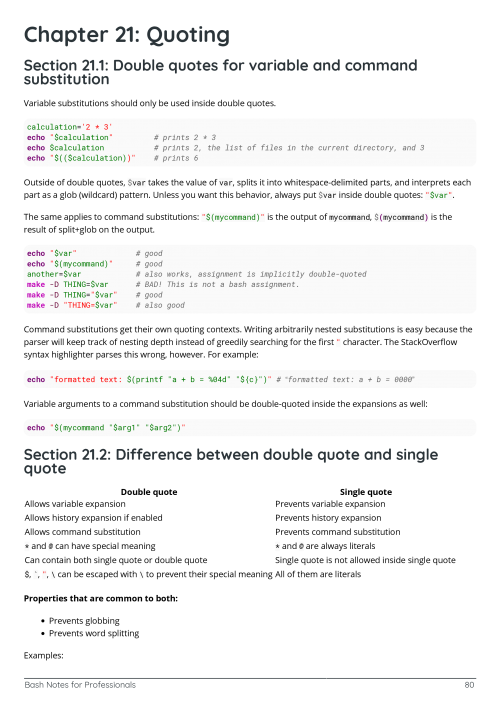 Chapter 21: Quoting
Section 21.1: Double quotes for variable and command
substitution
Variable substitutions should only be used inside double quotes.
calculation='2 * 3'
echo "$calculation"          # prints 2 * 3
echo $calculation            # prints 2, the list of files in the current directory, and 3
echo "$(($calculation))"     # prints 6
Outside of double quotes, $var takes the value of var, splits it into whitespace-delimited parts, and interprets each
part as a glob (wildcard) pattern. Unless you want this behavior, always put $var inside double quotes: "$var".
The same applies to command substitutions: "$(mycommand)" is the output of mycommand, $(mycommand) is the
result of split+glob on the output.
echo "$var"              # good
echo "$(mycommand)"      # good
another=$var             # also works, assignment is implicitly double-quoted
make -D THING=$var       # BAD! This is not a bash assignment.
make -D THING="$var"     # good
make -D "THING=$var"     # also good
Command substitutions get their own quoting contexts. Writing arbitrarily nested substitutions is easy because the
parser will keep track of nesting depth instead of greedily searching for the first " character. The StackOverflow
syntax highlighter parses this wrong, however. For example:
echo "formatted text: $(printf "a + b = %04d" "${c}")" # "formatted text: a + b = 0000"
Variable arguments to a command substitution should be double-quoted inside the expansions as well:
echo "$(mycommand "$arg1" "$arg2")"
Section 21.2: Difference between double quote and single
quote
Double quote Single quote
Allows variable expansion Prevents variable expansion
Allows history expansion if enabled Prevents history expansion
Allows command substitution Prevents command substitution
* and @ can have special meaning * and @ are always literals
Can contain both single quote or double quote Single quote is not allowed inside single quote
$, `, ", \ can be escaped with \ to prevent their special meaning All of them are literals
Properties that are common to both:
• Prevents globbing
• Prevents word splitting
Examples:
Bash Notes for Professionals 80